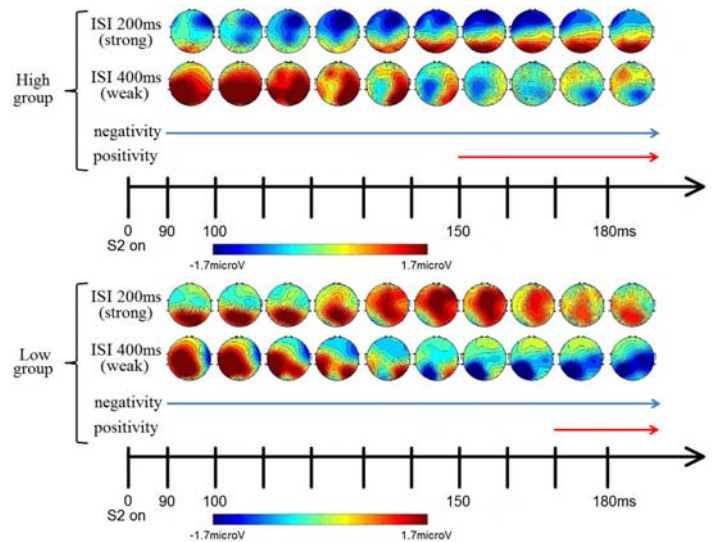 ISI 200ms
(strong)
High
group
ISI 400ms
(weak)
negativity
positivity
0
90
100
150
180ms
S2 on
-1.7microV
1.7microV
ISI 200ms
(strong)
Low
group
ISI 400ms
(weak)
negativity
positivity
0
90
100
150
180ms
S2 on
-1.7microV
1.7microV